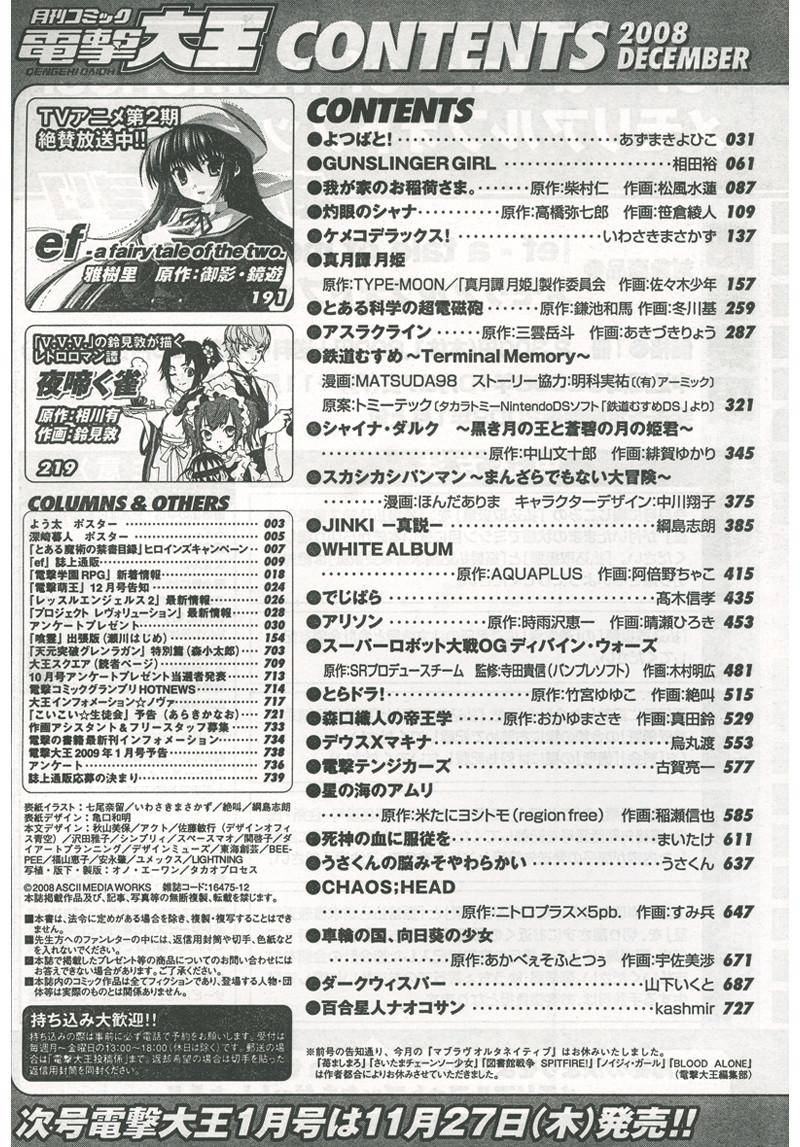 月刊コミック
電撃大王
DENGEKI DAIOH
CONTENTS
2008
DECEMBER
TVアニメ第2期
絶賛放送中!!
ef
- a fairy tale of the two.
雅樹里 原作:御影・鏡遊
191
「V・V・V.」の鈴見敦が描く
レトロロマン譚
夜啼く雀
原作:相川有
作画:鈴見敦
219
COLUMNS & OTHERS
よう太 ポスター 003
深崎暮人 ポスター 005
「とある魔術の禁書目録」ヒロインズキャンペーン 007
「ef」誌上通販 009
「電撃学園RPG」新着情報 018
「電撃萌王」12月号告知 024
「レッスルエンジェルス2」最新情報 026
「プロジェクト レヴォリューション」最新情報 028
アンケートプレゼント 030
「喰霊」出張版(瀬川はじめ) 154
「天元突破グレンラガン」特別篇(森小太郎) 703
大王スクエア(読者ページ) 709
10月号アンケートプレゼント当選者発表 713
電撃コミックグランプリHOTNEWS 714
大王インフォメーション☆ノヴァ 717
「こいこい☆生徒会」予告(あらきかなお) 721
作画アシスタント&フリースタッフ募集 733
電撃の書籍最新刊インフォメーション 734
電撃大王2009年1月号予告 738
アンケート 736
誌上通販応募の決まり 739
表紙イラスト:七尾奈留/いわさきまさかず/絶叫/綱島志朗
表紙デザイン:亀口和明
本文デザイン:秋山美保/アクト/佐藤敏行(デザインオフィ
ス青空)/沢田雅子/シンプリィ/スペースマオ/関啓子/ダ
イアートプランニング/デザインミューズ/東海創芸/BEE-
PEE/福山恵子/安永肇/ユメックス/LIGHTNING
写植・版下・製版:オノ・エーワン/タカオプロセス
©2008 ASCII MEDIA WORKS 雑誌コード:16475-12
本誌掲載作品及び、記事、写真等の無断複製、転載を禁じます。
■本書は、法令に定めがある場合を除き、複製・複写することはでき
ません。
■先生方へのファンレターの中には、返信用封筒や切手、色紙など
を入れないでください。
■本誌で掲載したプレゼント等の商品についてのお問い合わせには
お答えできない場合があります。ご了承ください。
■本誌内のコミック作品は全てフィクションであり、登場する人物・団
体等は実際のものとは関係ありません。
持ち込み大歓迎!!
持ち込みの際は事前に必ず電話で予約をお願いします。受付は
毎週月〜金曜日の13:00〜18:00(休日は除く)。郵送の場
合は「電撃大王投稿係」まで。返却希望の場合は切手を貼った
返信用封筒を同封ください。
CONTENTS
●よつばと! あずまきよひこ 031
●GUNSLINGER GIRL 相田裕 061
●我が家のお稲荷さま。 原作:柴村仁 作画:松風水蓮 087
●灼眼のシャナ 原作:高橋弥七郎 作画:笹倉綾人 109
●ケメコデラックス! いわさきまさかず 137
●真月譚 月姫
原作:TYPE-MOON/「真月譚 月姫」製作委員会 作画:佐々木少年 157
●とある科学の超電磁砲 原作:鎌池和馬 作画:冬川基 259
●アスラクライン 原作:三雲岳斗 作画:あきづきりょう 287
●鉄道むすめ〜Terminal Memory〜
漫画:MATSUDA98 ストーリー協力:明科実祐[(有)アーミック]
原案:トミーテック〔タカラトミーNintendoDSソフト「鉄道むすめDS」より〕 321
●シャイナ・ダルク 〜黒き月の王と蒼碧の月の姫君〜
原作:中山文十郎 作画:緋賀ゆかり 345
●スカシカシパンマン〜まんざらでもない大冒険〜
漫画:ほんだありま キャラクターデザイン:中川翔子 375
●JINKI ー真説ー 綱島志朗 385
●WHITE ALBUM
原作:AQUAPLUS 作画:阿倍野ちゃこ 415
●でじぱら 髙木信孝 435
●アリソン 原作:時雨沢恵一 作画:晴瀬ひろき 453
●スーパーロボット大戦OG ディバイン・ウォーズ
原作:SRプロデュースチーム 監修:寺田貴信(バンプレソフト) 作画:木村明広 481
●とらドラ! 原作:竹宮ゆゆこ 作画:絶叫 515
●森口織人の帝王学 原作:おかゆまさき 作画:真田鈴 529
●デウスXマキナ 烏丸渡 553
●電撃テンジカーズ 古賀亮一 577
●星の海のアムリ
原作:米たにヨシトモ(region free) 作画:稲瀬信也 585
●死神の血に服従を まいたけ 611
●うさくんの脳みそやわらかい うさくん 637
●CHAOS;HEAD
原作:ニトロプラス×5pb. 作画:すみ兵 647
●車輪の国、向日葵の少女
原作:あかべぇそふとつぅ 作画:宇佐美渉 671
●ダークウィスパー 山下いくと 687
●百合星人ナオコサン kashmir 727
※前号の告知通り、今月の『マブラヴ オルタネイティブ』はお休みいたしました。
『苺ましまろ』『さいたまチェーンソー少女』『図書館戦争 SPITFIRE!』『ノイジィ・ガール』『BLOOD ALONE』
は作者都合によりお休みさせていただきました。 (電撃大王編集部)
次号電撃大王1月号は11月27日(木)発売!!